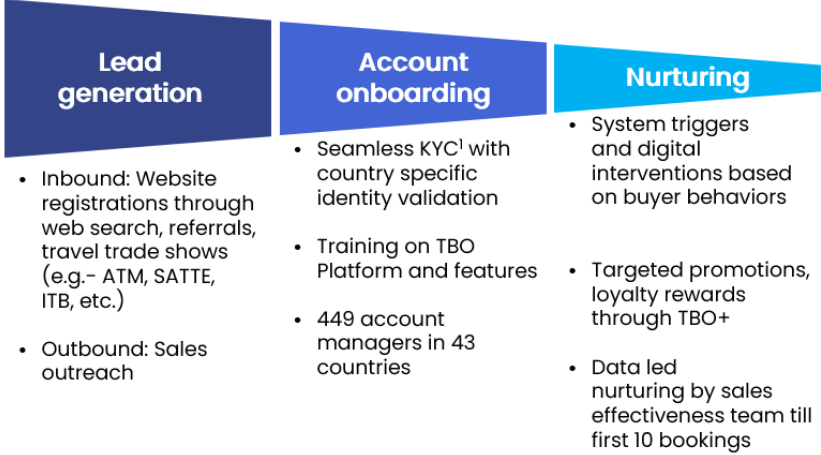 Lead
generation
• Inbound: Website
registrations through
web search, referrals,
travel trade shows
(e.g.- ATM, SATTE,
ITB, etc.)
• Outbound: Sales
outreach
Account
onboarding
• Seamless KYC¹ with
country specific
identity validation
• Training on TBO
Platform and features
• 449 account
managers in 43
countries
Nurturing
• System triggers
and digital
interventions based
on buyer behaviors
• Targeted promotions,
loyalty rewards
through TBO+
• Data led
nurturing by sales
effectiveness team till
first 10 bookings